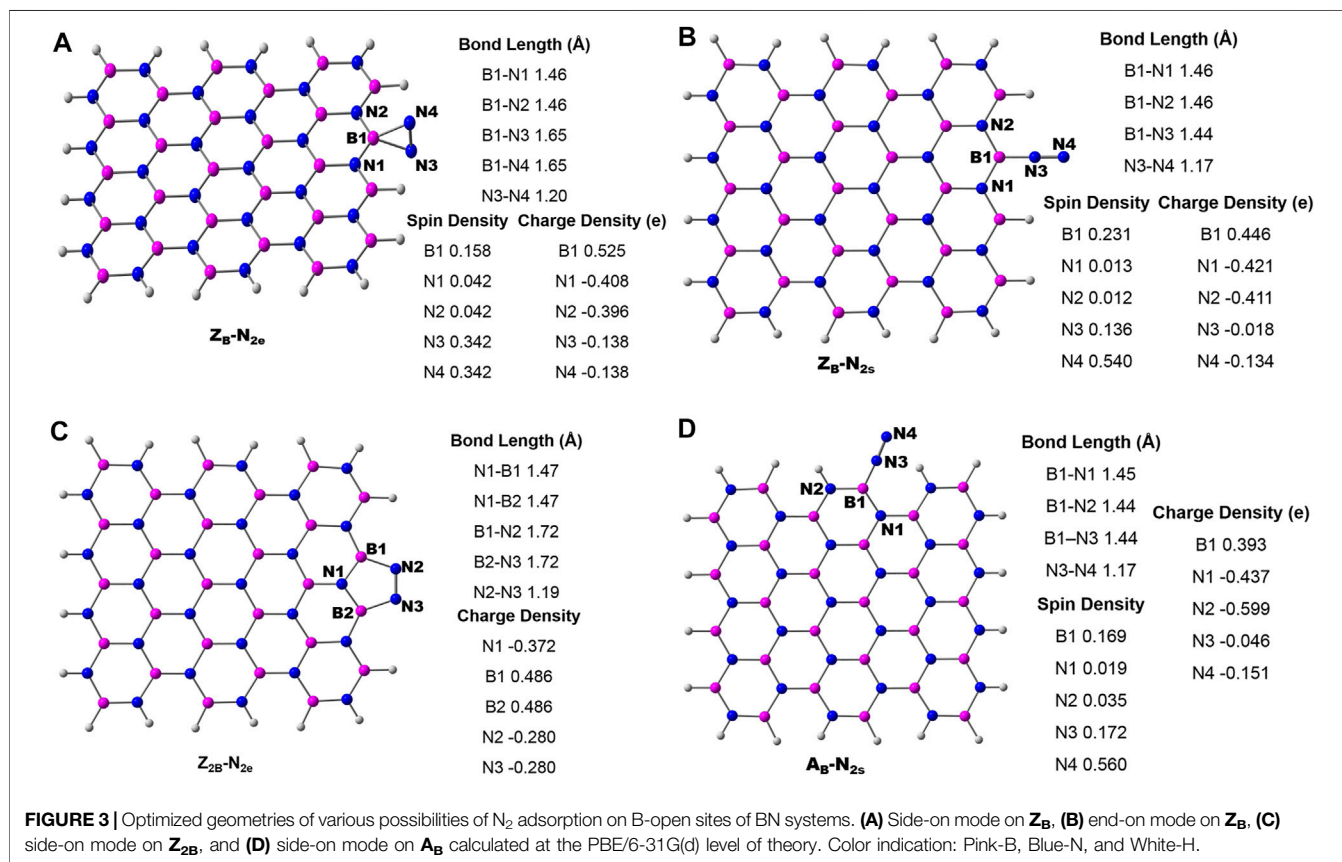 A
Bond Length (Å)
B1-N1 1.46
B1-N2 1.46
B1-N3 1.65
B1-N4 1.65
N3-N4 1.20
N2
N4
B1
N1
N3
Spin Density Charge Density (e)
B1 0.158 B1 0.525
N1 0.042 N1 -0.408
N2 0.042 N2 -0.396
N3 0.342 N3 -0.138
N4 0.342 N4 -0.138
Z_B-N_2e
B
Bond Length (Å)
B1-N1 1.46
B1-N2 1.46
B1-N3 1.44
N3-N4 1.17
N2
N4
B1
N3
N1
Spin Density Charge Density (e)
B1 0.231 B1 0.446
N1 0.013 N1 -0.421
N2 0.012 N2 -0.411
N3 0.136 N3 -0.018
N4 0.540 N4 -0.134
Z_B-N_2s
C
Bond Length (Å)
N1-B1 1.47
N1-B2 1.47
B1-N2 1.72
B2-N3 1.72
N2-N3 1.19
B1
N2
N1
N3
B2
Charge Density
N1 -0.372
B1 0.486
B2 0.486
N2 -0.280
N3 -0.280
Z_2B-N_2e
D
N4
N3
N2
B1
N1
Bond Length (Å)
B1-N1 1.45
B1-N2 1.44
B1–N3 1.44
N3-N4 1.17
Spin Density
B1 0.169
N1 0.019
N2 0.035
N3 0.172
N4 0.560
Charge Density (e)
B1 0.393
N1 -0.437
N2 -0.599
N3 -0.046
N4 -0.151
A_B-N_2s
FIGURE 3 | Optimized geometries of various possibilities of N₂ adsorption on B-open sites of BN systems. (A) Side-on mode on Z_B, (B) end-on mode on Z_B, (C)
side-on mode on Z_2B, and (D) side-on mode on A_B calculated at the PBE/6-31G(d) level of theory. Color indication: Pink-B, Blue-N, and White-H.